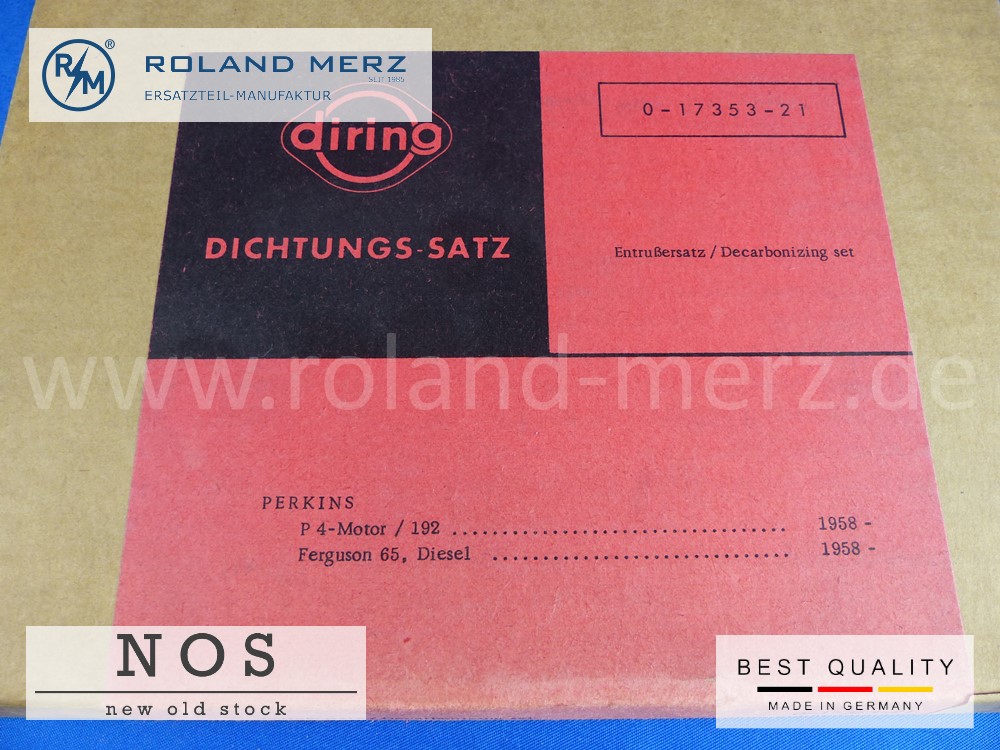 R M ®
ROLAND MERZ
SEIT 1985
ERSATZTEIL-MANUFAKTUR
diring
DICHTUNGS-SATZ
0-17353-21
Entrußersatz / Decarbonizing set
www.roland-merz.de
PERKINS
P 4-Motor / 192 .................................. 1958 -
Ferguson 65, Diesel .............................. 1958 -
NOS
new old stock
BEST QUALITY
MADE IN GERMANY